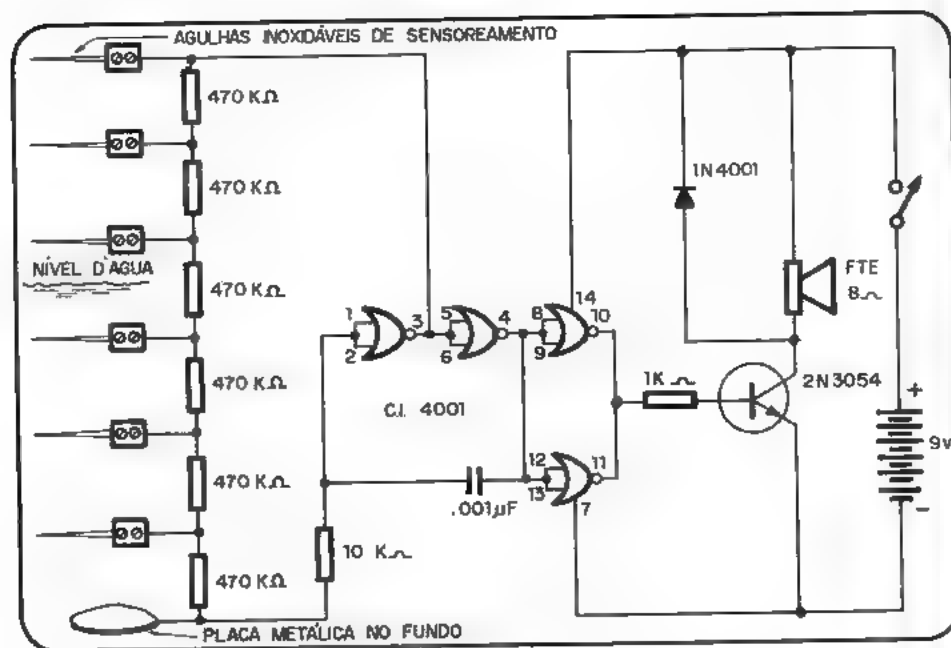 AGULHAS INOXIDÁVEIS DE SENSOREAMENTO
470 KΩ
470 KΩ
NÍVEL D'AGUA
470 KΩ
470 KΩ
470 KΩ
470 KΩ
PLACA METÁLICA NO FUNDO
10 KΩ
1
2
3
5
6
4
C.I. 4001
.001µF
8
9
14
10
12
13
11
7
1K Ω
1N4001
FTE
8Ω
2N3054
+
9v
-